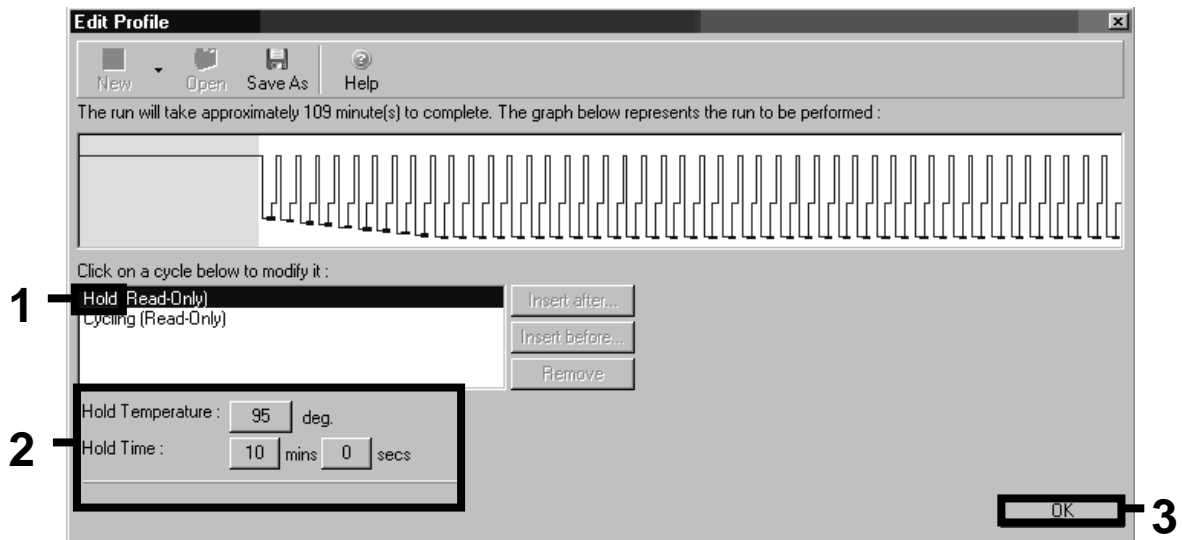 Edit Profile
New Open Save As Help
The run will take approximately 109 minute(s) to complete. The graph below represents the run to be performed :
Click on a cycle below to modify it :
1
Hold (Read-Only) Insert after...
Cycling (Read-Only)
Insert before...
Remove
Hold Temperature : 95 deg.
2
Hold Time : 10 mins 0 secs
OK
3